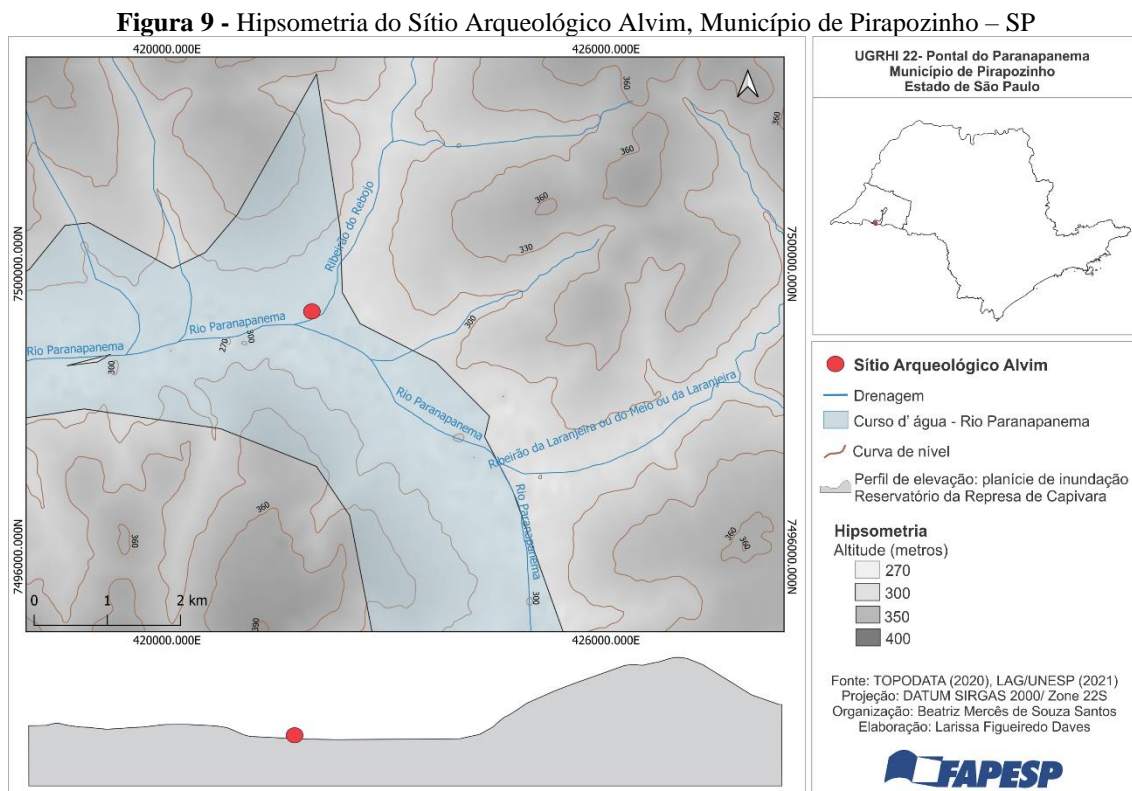 Figura 9 - Hipsometria do Sítio Arqueológico Alvim, Município de Pirapozinho – SP
420000.000E
426000.000E
7500000.000N
7500000.000N
7496000.000N
7496000.000N
360
360
360
360
330
300
Ribeirão do Rebojo
Rio Paranapanema
Rio Paranapanema
270
300
300
Rio Paranapanema
Ribeirão da Laranjeira ou do Meio ou da Laranjeira
Rio Paranapanema
360
360
360
360
300
390
0 1 2 km
420000.000E
426000.000E
UGRHI 22- Pontal do Paranapanema
Município de Pirapozinho
Estado de São Paulo
Sítio Arqueológico Alvim
Drenagem
Curso d' água - Rio Paranapanema
Curva de nível
Perfil de elevação: planície de inundação
Reservatório da Represa de Capivara
Hipsometria
Altitude (metros)
270
300
350
400
Fonte: TOPODATA (2020), LAG/UNESP (2021)
Projeção: DATUM SIRGAS 2000/ Zone 22S
Organização: Beatriz Mercês de Souza Santos
Elaboração: Larissa Figueiredo Daves
FAPESP